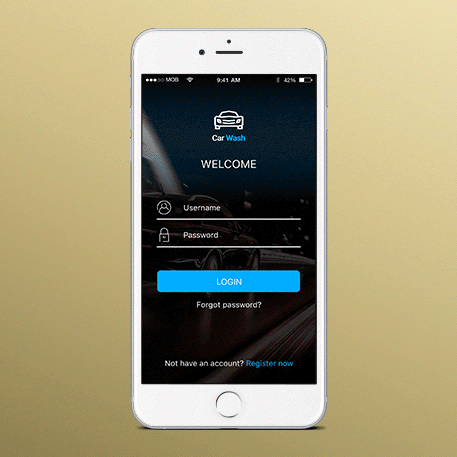 MOB 9:41 AM 42%
Car Wash
WELCOME
Username
Password
LOGIN
Forgot password?
Not have an account? Register now